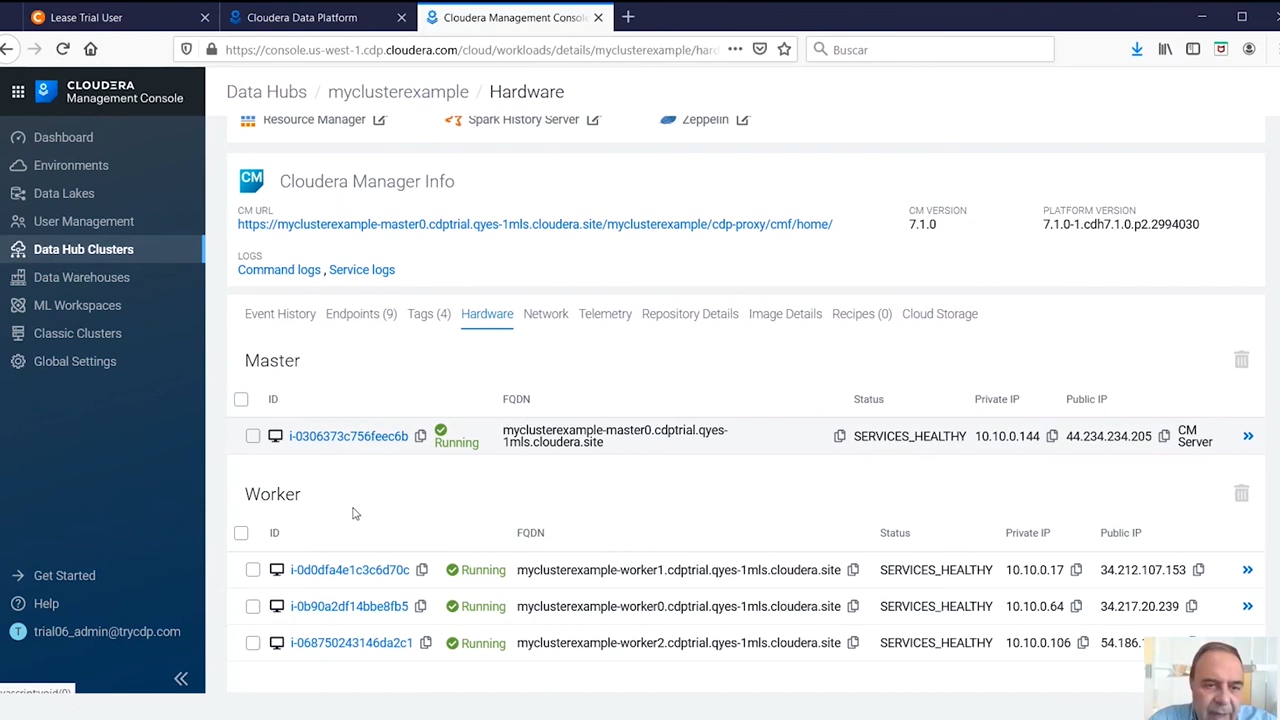 Lease Trial User
Cloudera Data Platform
Cloudera Management Conso
https://console.us-west-1.cdp.cloudera.com/cloud/workloads/details/myclusterexample/hard
Buscar
CLOUDERA
Management Console
Data Hubs / myclusterexample / Hardware
Dashboard
Environments
Data Lakes
User Management
Data Hub Clusters
Data Warehouses
ML Workspaces
Classic Clusters
Global Settings
Get Started
Help
T trial06_admin@trycdp.com
Resource Manager Spark History Server Zeppelin
CM Cloudera Manager Info
CM URL CM VERSION PLATFORM VERSION
https://myclusterexample-master0.cdptrial.qyes-1mls.cloudera.site/myclusterexample/cdp-proxy/cmf/home/ 7.1.0 7.1.0-1.cdh7.1.0.p2.2994030
LOGS
Command logs , Service logs
Event History Endpoints (9) Tags (4) Hardware Network Telemetry Repository Details Image Details Recipes (0) Cloud Storage
Master
ID FQDN Status Private IP Public IP
i-0306373c756feec6b Running myclusterexample-master0.cdptrial.qyes-
1mls.cloudera.site SERVICES_HEALTHY 10.10.0.144 44.234.234.205 CM
Server
Worker
ID FQDN Status Private IP Public IP
i-0d0dfa4e1c3c6d70c Running myclusterexample-worker1.cdptrial.qyes-1mls.cloudera.site SERVICES_HEALTHY 10.10.0.17 34.212.107.153
i-0b90a2df14bbe8fb5 Running myclusterexample-worker0.cdptrial.qyes-1mls.cloudera.site SERVICES_HEALTHY 10.10.0.64 34.217.20.239
i-068750243146da2c1 Running myclusterexample-worker2.cdptrial.qyes-1mls.cloudera.site SERVICES_HEALTHY 10.10.0.106 54.186.